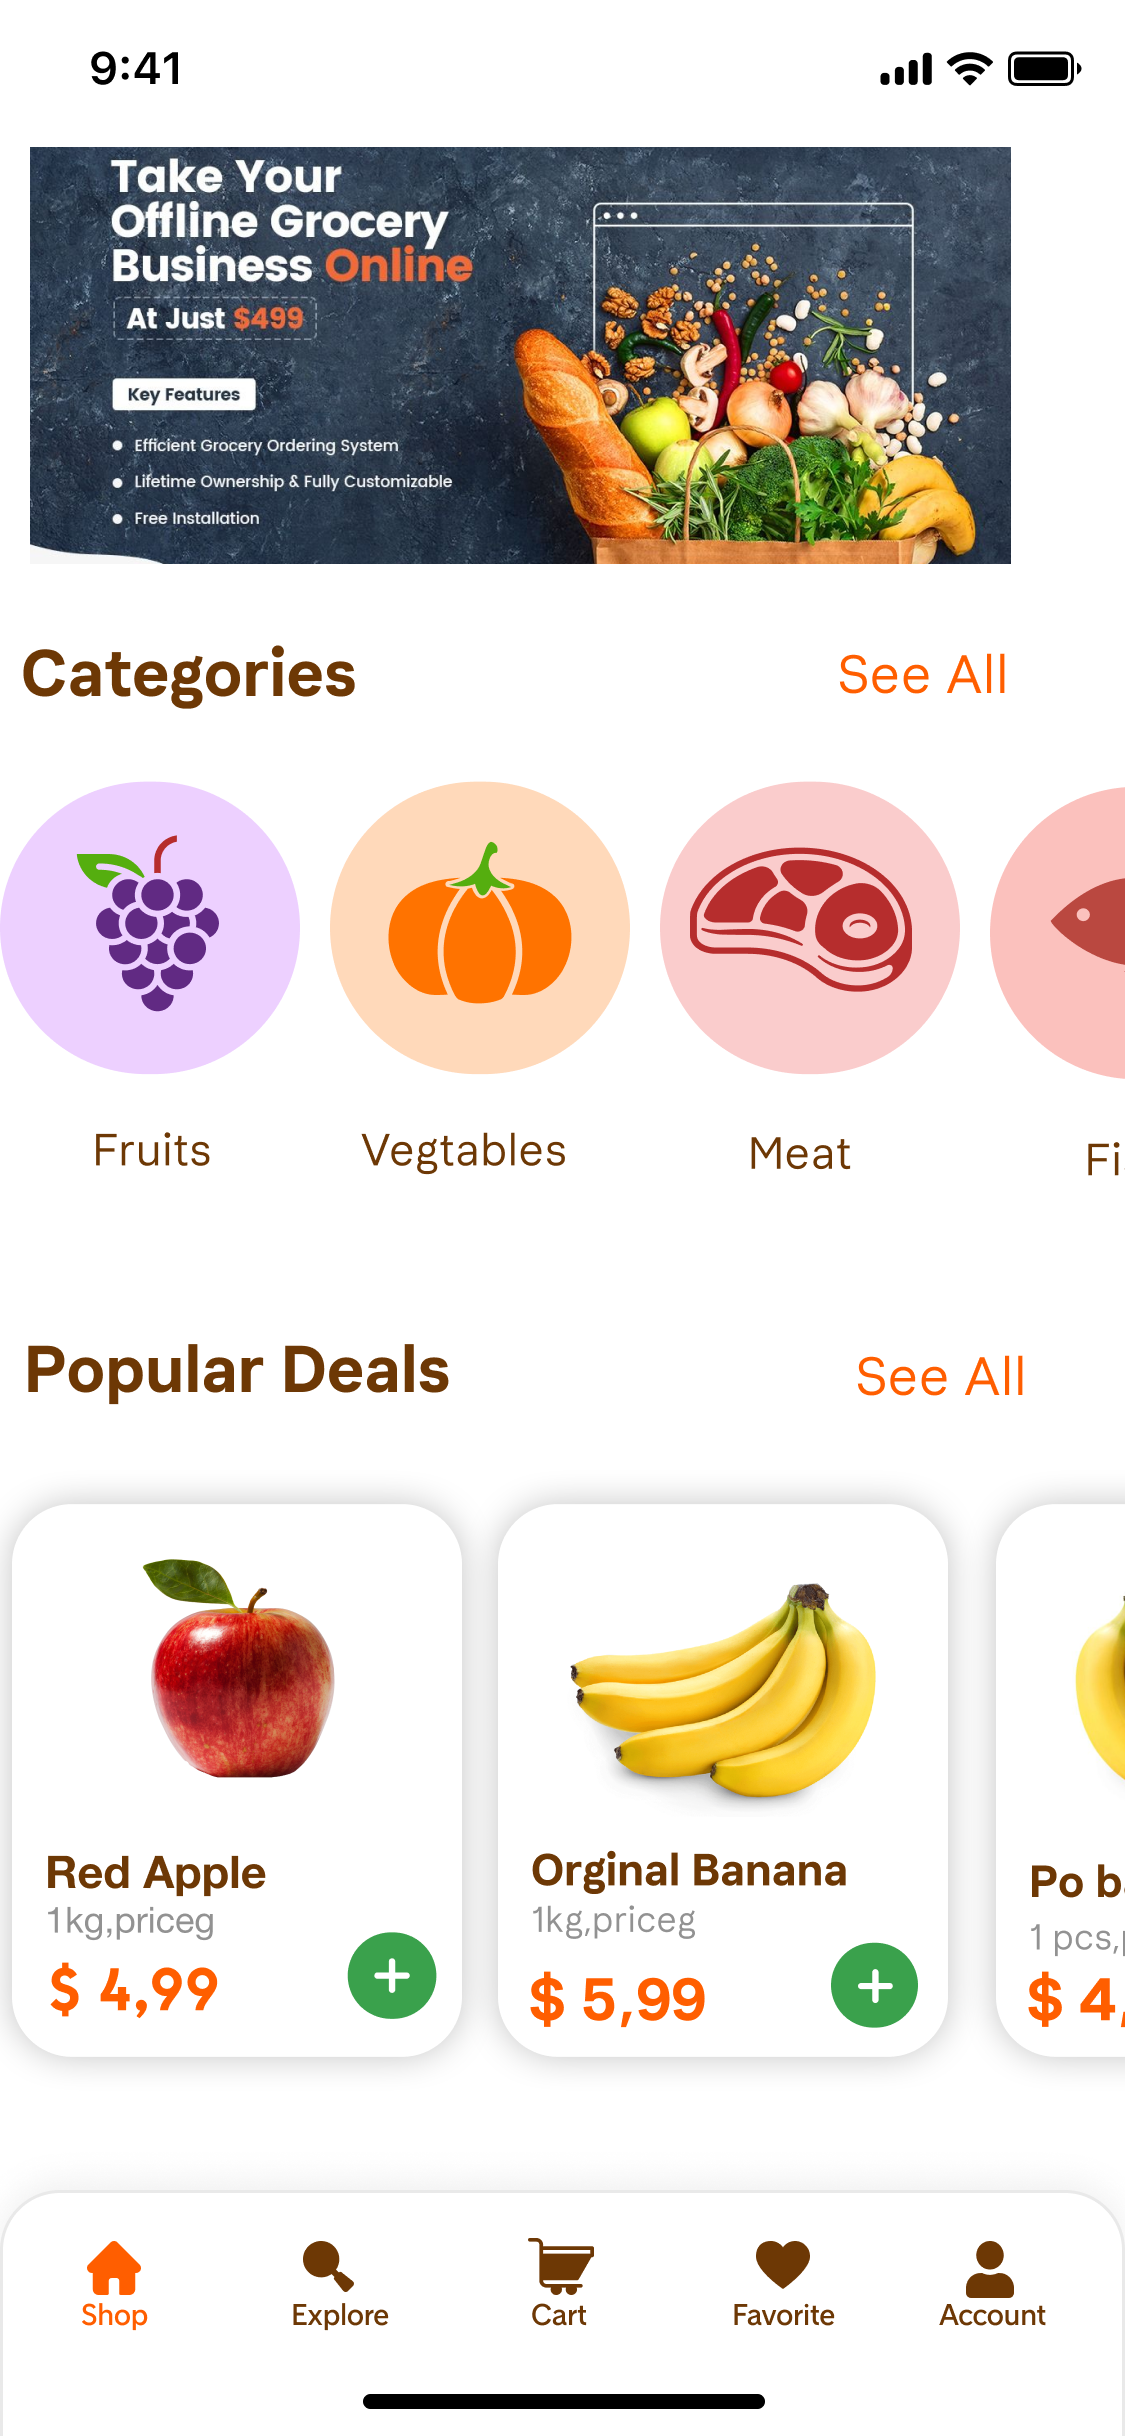 9:41
Take Your
Offline Grocery
Business Online
At Just $499
Key Features
Efficient Grocery Ordering System
Lifetime Ownership & Fully Customizable
Free Installation
Categories
See All
Fruits
Vegtables
Meat
Popular Deals
See All
Red Apple
1kg,priceg
$ 4,99
Orginal Banana
1kg,priceg
$ 5,99
Po
1 pcs,
$ 4,
Shop
Explore
Cart
Favorite
Account